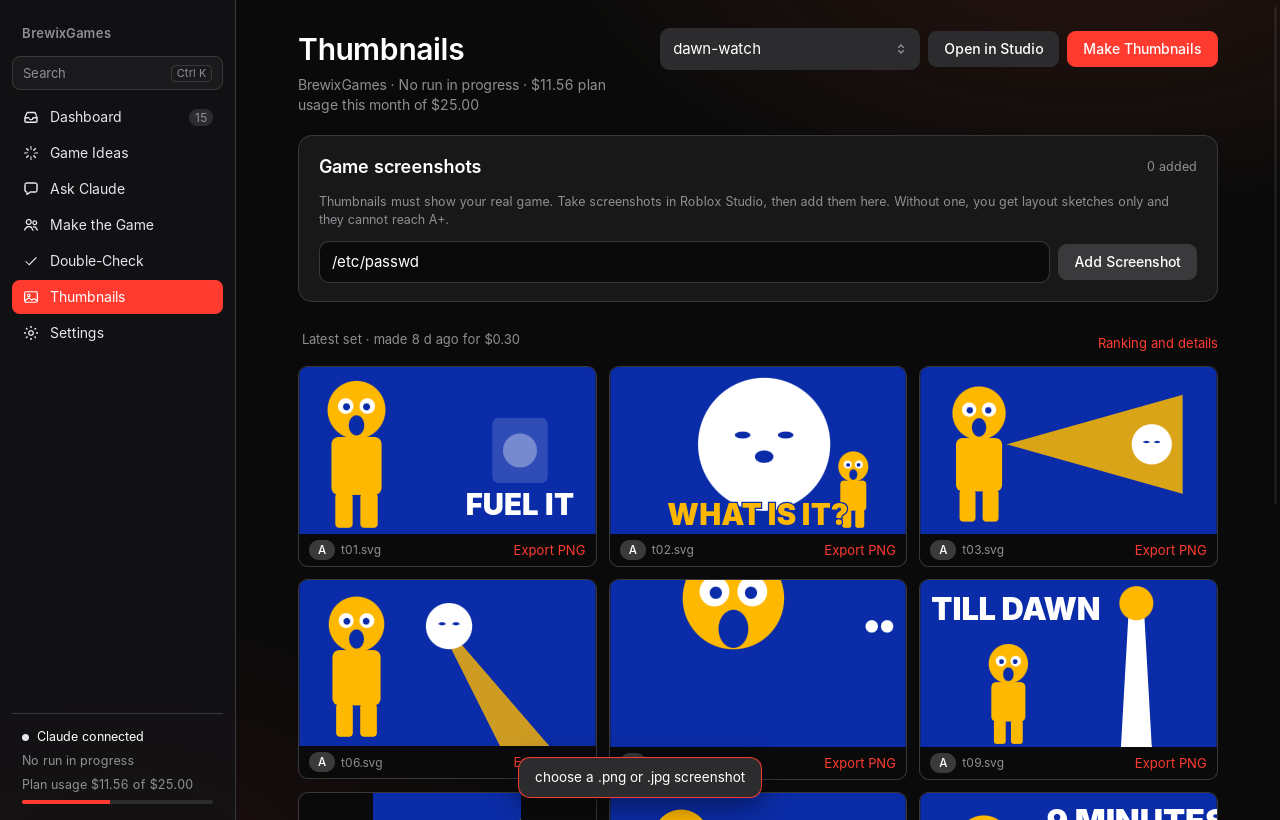 BrewixGames
Search
Ctrl K
Dashboard
15
Game Ideas
Ask Claude
Make the Game
Double-Check
Thumbnails
Settings
Claude connected
No run in progress
Plan usage $11.56 of $25.00
Thumbnails
BrewixGames · No run in progress · $11.56 plan
usage this month of $25.00
dawn-watch
Open in Studio
Make Thumbnails
Game screenshots
0 added
Thumbnails must show your real game. Take screenshots in Roblox Studio, then add them here. Without one, you get layout sketches only and
they cannot reach A+.
/etc/passwd
Add Screenshot
Latest set · made 8 d ago for $0.30
Ranking and details
FUEL IT
A t01.svg Export PNG
WHAT IS IT?
A t02.svg Export PNG
A t03.svg Export PNG
A t06.svg
Export PNG
TILL DAWN
A t09.svg Export PNG
choose a .png or .jpg screenshot
9 MINUTES